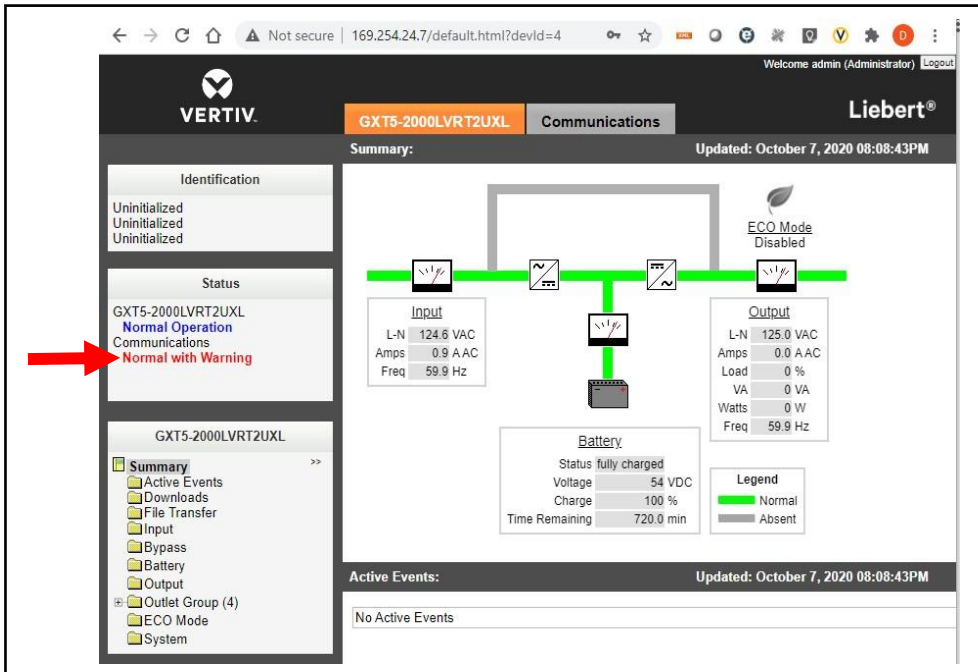 Not secure | 169.254.24.7/default.html?devId=4
Welcome admin (Administrator) Logout
VERTIV.
GXT5-2000LVRT2UXL Communications
Liebert®
Summary: Updated: October 7, 2020 08:08:43PM
Identification
Uninitialized
Uninitialized
Uninitialized
Status
GXT5-2000LVRT2UXL
Normal Operation
Communications
Normal with Warning
GXT5-2000LVRT2UXL
Summary >>
Active Events
Downloads
File Transfer
Input
Bypass
Battery
Output
Outlet Group (4)
ECO Mode
System
ECO Mode
Disabled
Input
L-N 124.6 VAC
Amps 0.9 A AC
Freq 59.9 Hz
Output
L-N 125.0 VAC
Amps 0.0 A AC
Load 0 %
VA 0 VA
Watts 0 W
Freq 59.9 Hz
Battery
Status fully charged
Voltage 54 VDC
Charge 100 %
Time Remaining 720.0 min
Legend
Normal
Absent
Active Events: Updated: October 7, 2020 08:08:43PM
No Active Events